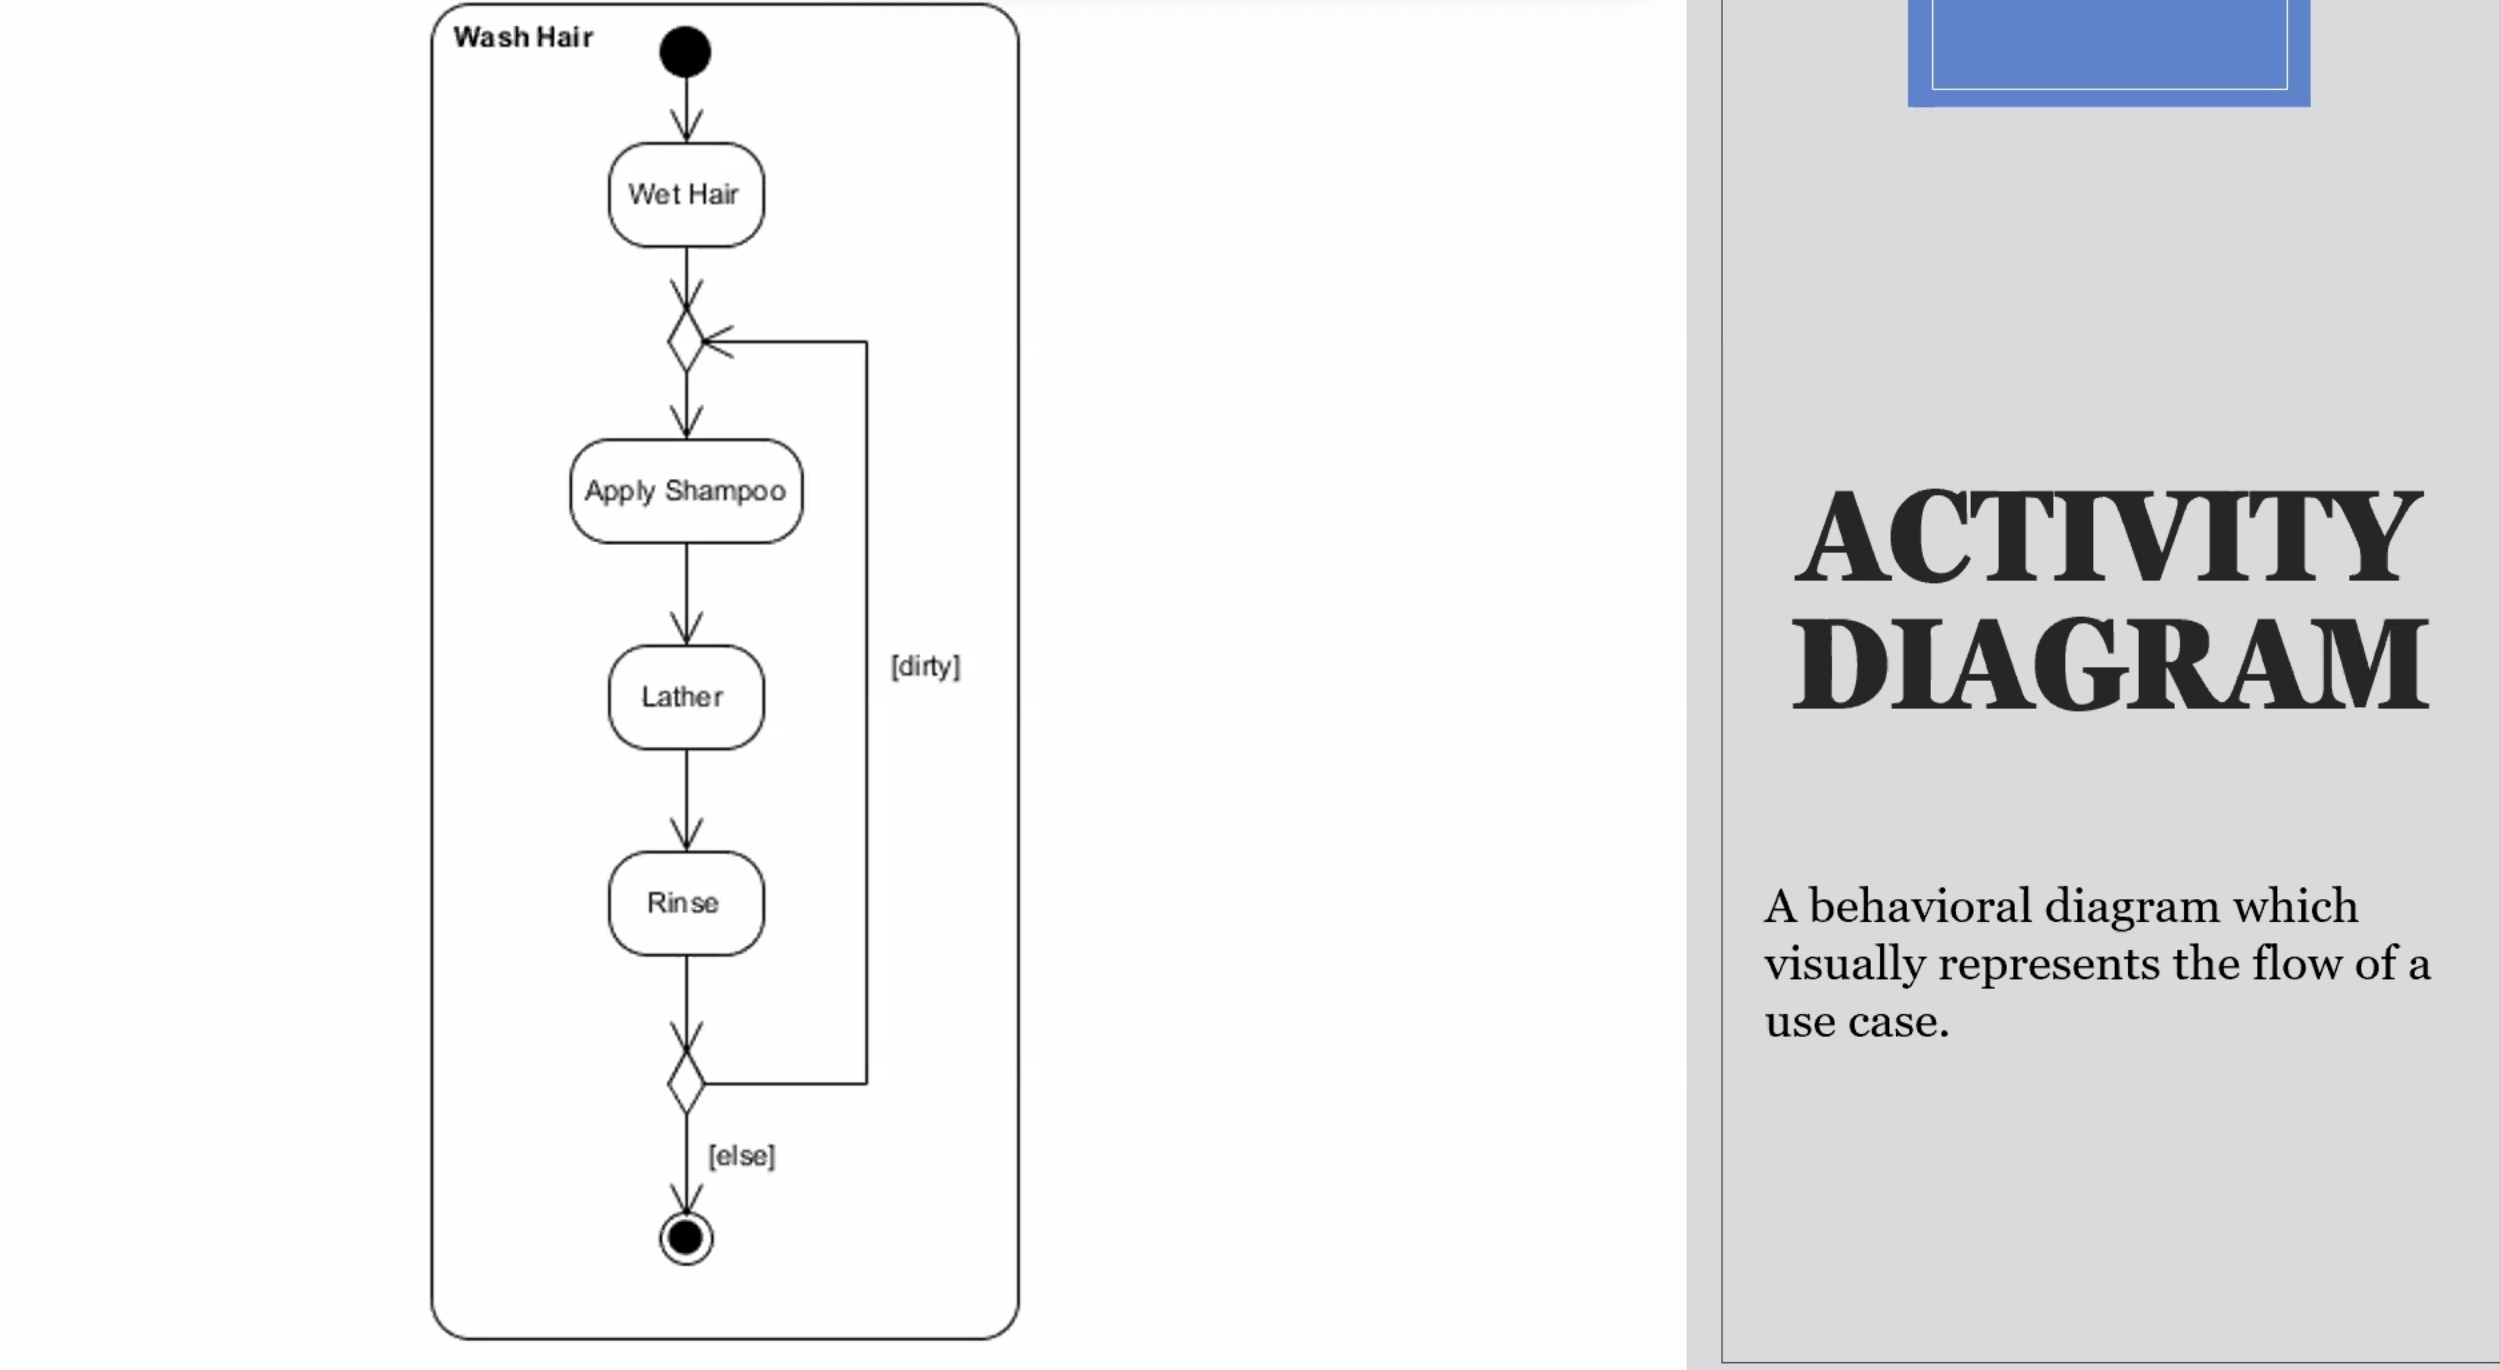 Wash Hair
Wet Hair
Apply Shampoo
Lather
[dirty]
Rinse
[else]
ACTIVITY
DIAGRAM
A behavioral diagram which
visually represents the flow of a
use case.